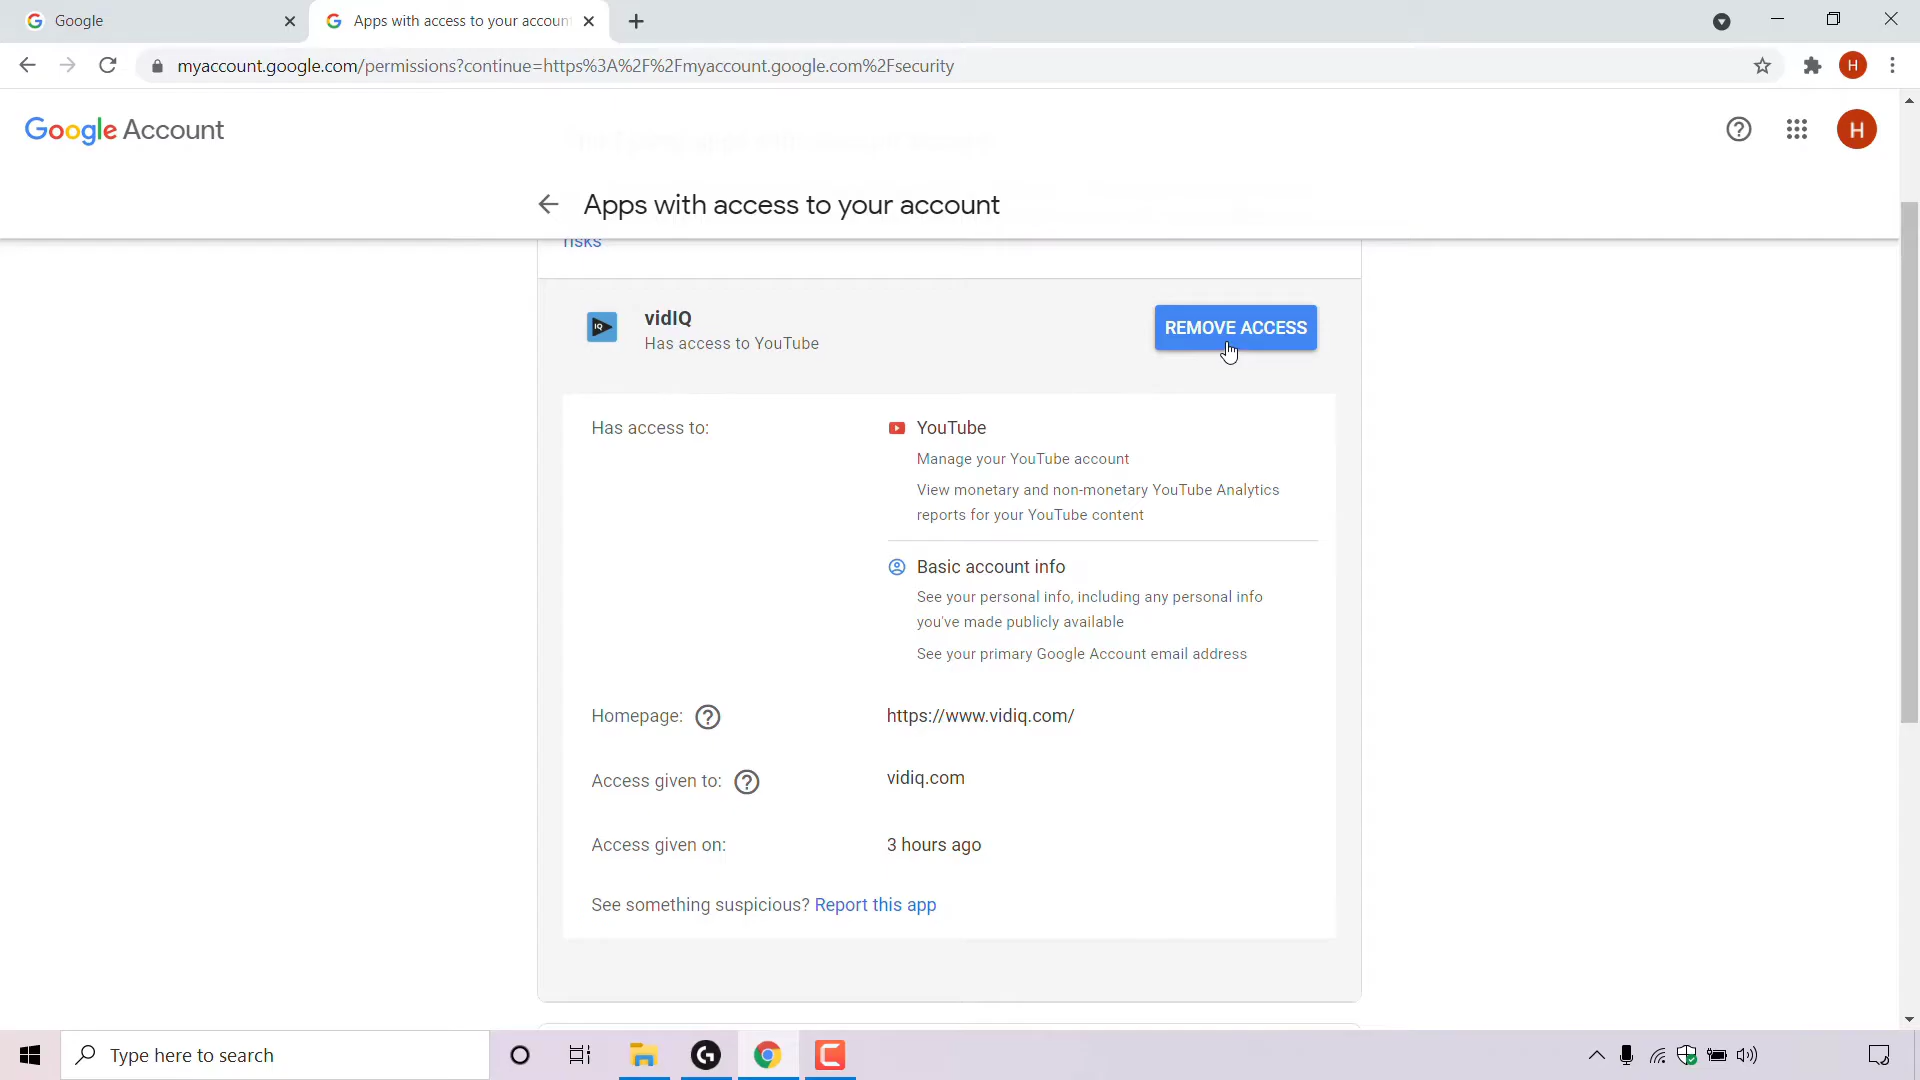 Google
Apps with access to your accoun
myaccount.google.com/permissions?continue=https%3A%2F%2Fmyaccount.google.com%2Fsecurity
H
Google Account
H
Apps with access to your account
risks
IQ
vidIQ
Has access to YouTube
REMOVE ACCESS
Has access to:
YouTube
Manage your YouTube account
View monetary and non-monetary YouTube Analytics
reports for your YouTube content
Basic account info
See your personal info, including any personal info
you've made publicly available
See your primary Google Account email address
Homepage:
https://www.vidiq.com/
Access given to:
vidiq.com
Access given on:
3 hours ago
See something suspicious? Report this app
Type here to search